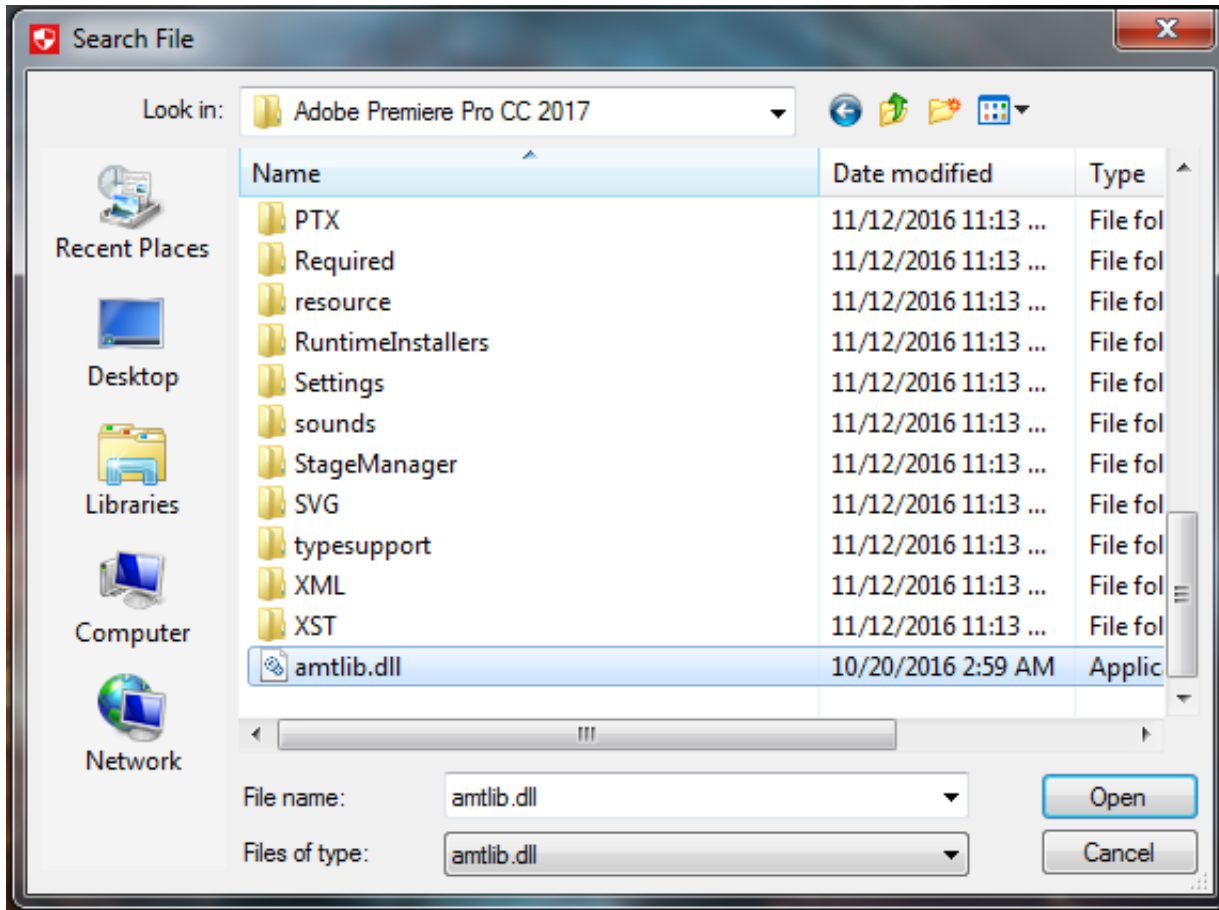 Search File
Look in: Adobe Premiere Pro CC 2017
Name Date modified Type
PTX 11/12/2016 11:13 ... File fol
Required 11/12/2016 11:13 ... File fol
resource 11/12/2016 11:13 ... File fol
RuntimeInstallers 11/12/2016 11:13 ... File fol
Settings 11/12/2016 11:13 ... File fol
sounds 11/12/2016 11:13 ... File fol
StageManager 11/12/2016 11:13 ... File fol
SVG 11/12/2016 11:13 ... File fol
typesupport 11/12/2016 11:13 ... File fol
XML 11/12/2016 11:13 ... File fol
XST 11/12/2016 11:13 ... File fol
amtlib.dll 10/20/2016 2:59 AM Applic
Recent Places
Desktop
Libraries
Computer
Network
File name: amtlib.dll Open
Files of type: amtlib.dll Cancel